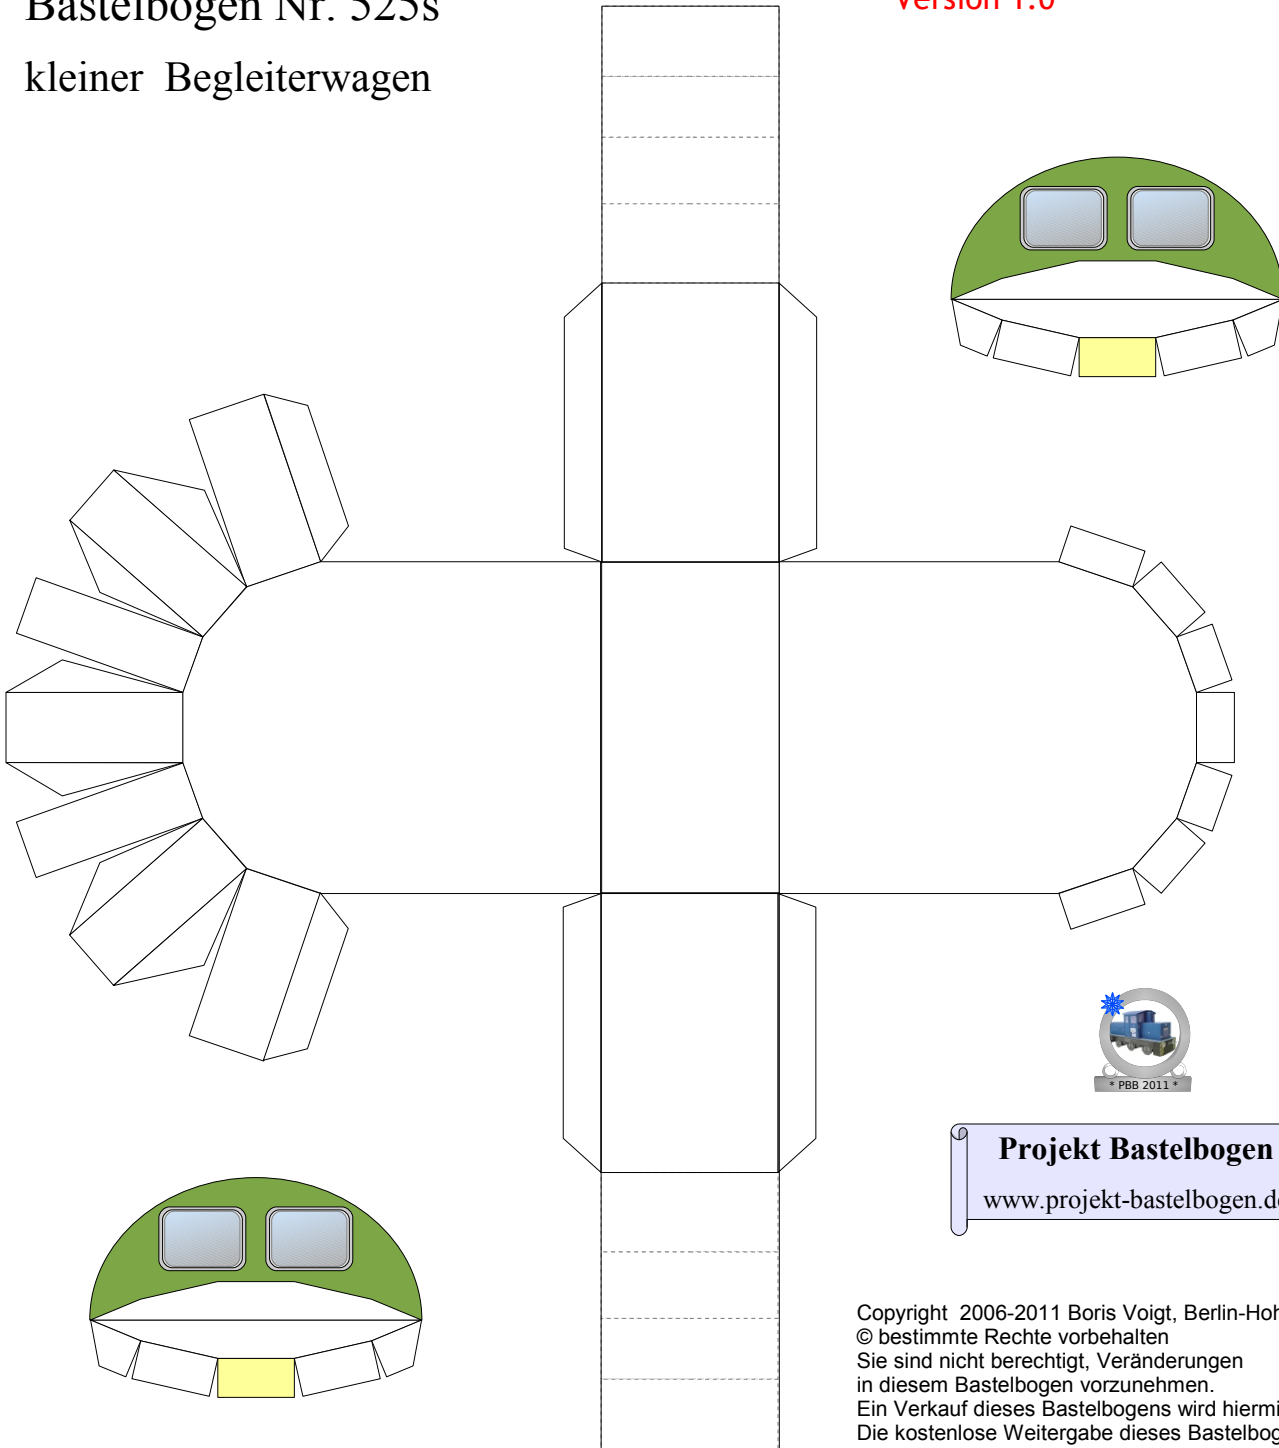 Bastelbogen Nr. 525s
Version 1.0
kleiner Begleiterwagen
* PBB 2011 *
Projekt Bastelbogen
www.projekt-bastelbogen.de
Copyright 2006-2011 Boris Voigt, Berlin-Hoh
© bestimmte Rechte vorbehalten
Sie sind nicht berechtigt, Veränderungen
in diesem Bastelbogen vorzunehmen.
Ein Verkauf dieses Bastelbogens wird hiermi
Die kostenlose Weitergabe dieses Bastelbog